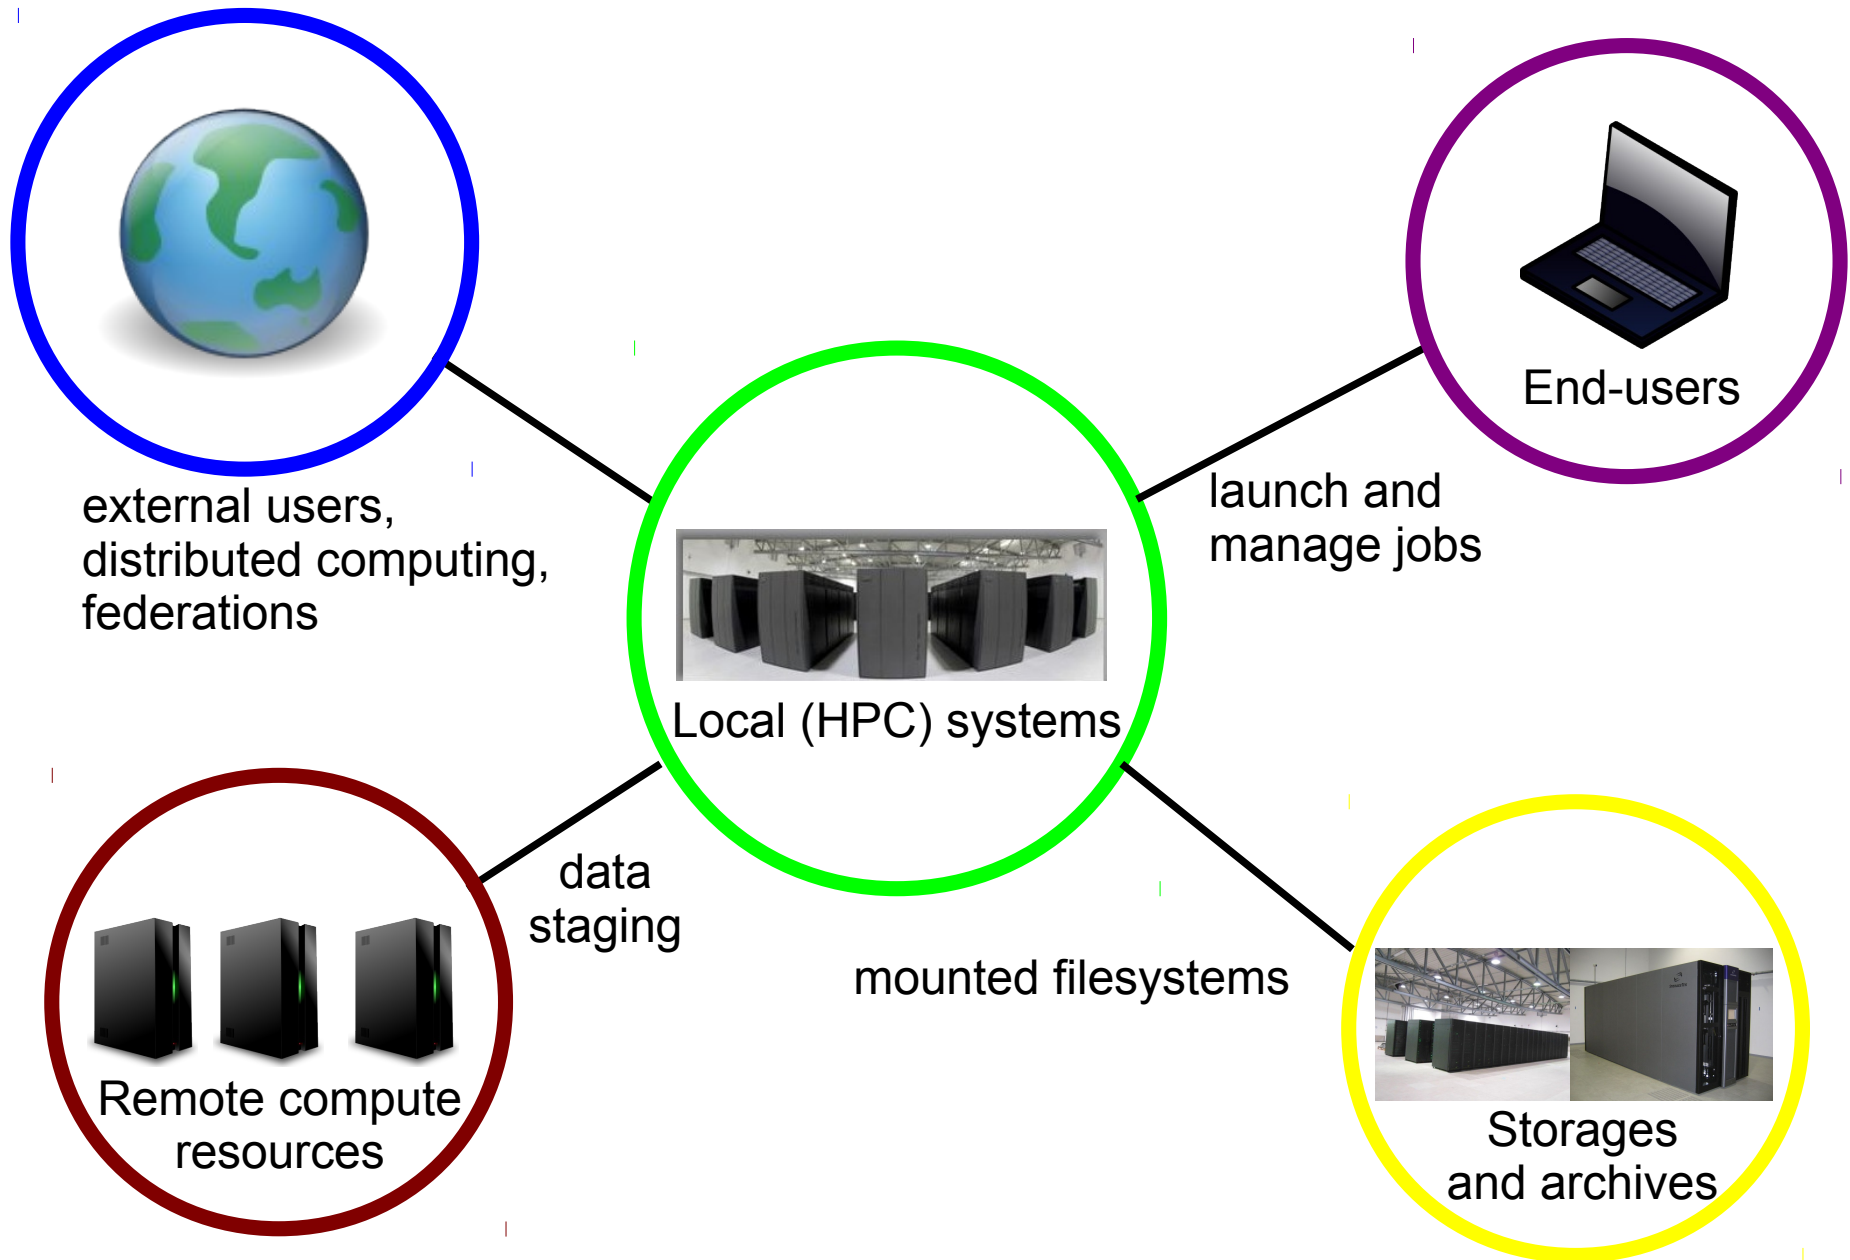 End-users
external users,
distributed computing,
federations
launch and
manage jobs
Local (HPC) systems
data
staging
mounted filesystems
Remote compute
resources
Storages
and archives